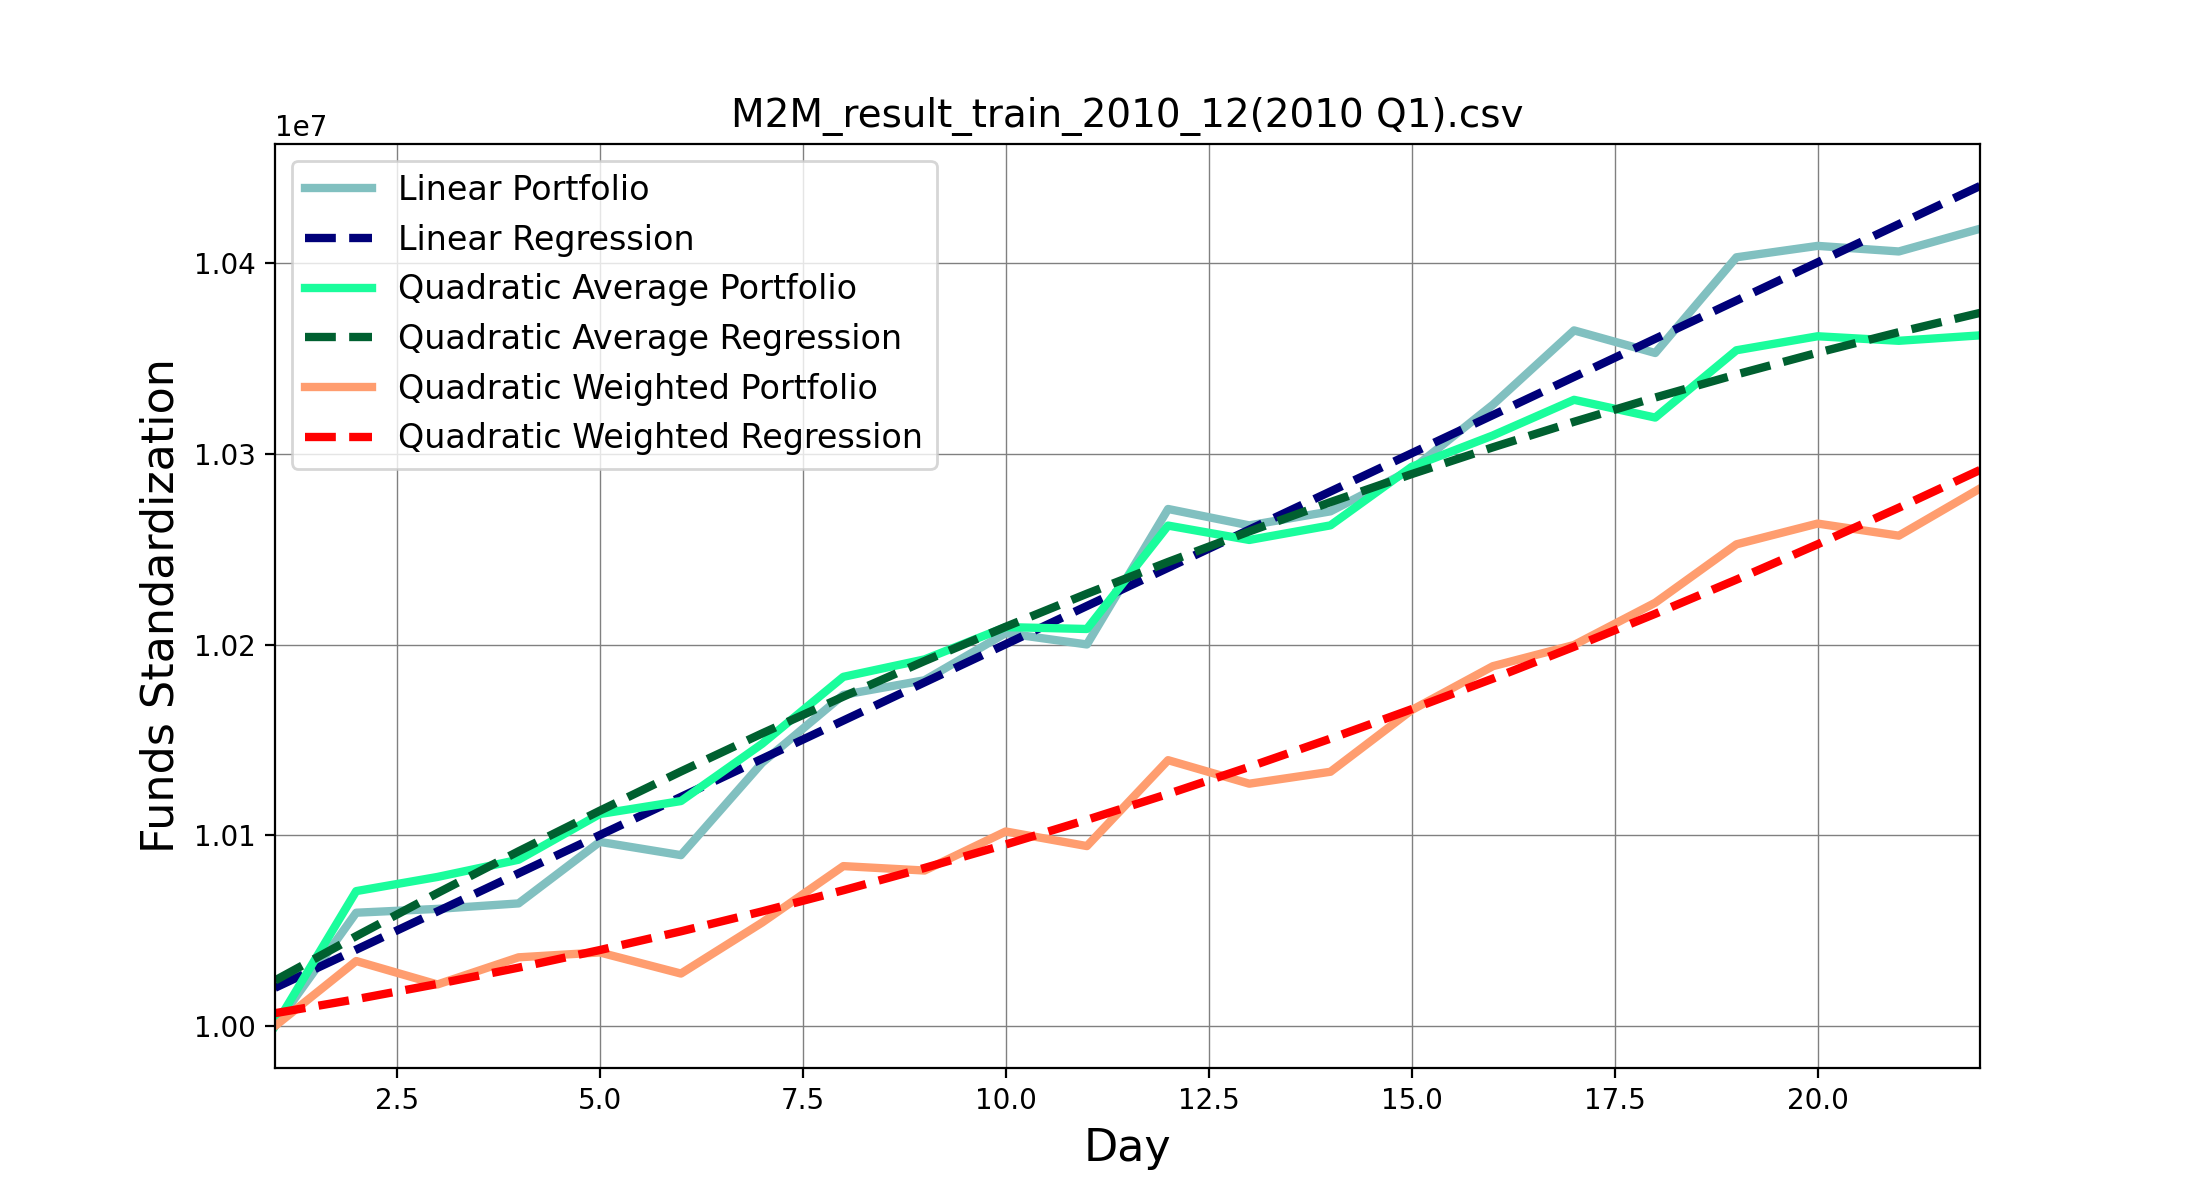 M2M_result_train_2010_12(2010 Q1).csv
1e7
Linear Portfolio
Linear Regression
Quadratic Average Portfolio
Quadratic Average Regression
Quadratic Weighted Portfolio
Quadratic Weighted Regression
Funds Standardization
1.04
1.03
1.02
1.01
1.00
2.5 5.0 7.5 10.0 12.5 15.0 17.5 20.0
Day